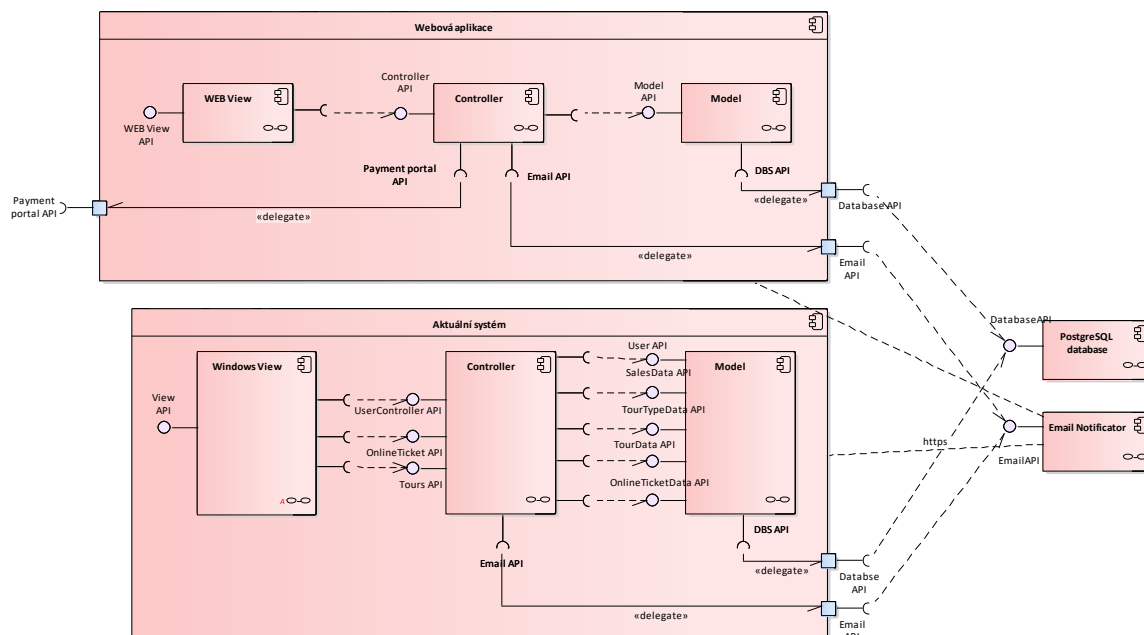 Webová aplikace
WEB View
WEB View
API
Controller
API
Controller
Model
API
Model
Payment portal
API
Email API
DBS API
«delegate»
«delegate»
«delegate»
Payment
portal API
Database API
Email
API
Aktuální systém
Windows View
View
API
A
UserController API
OnlineTicket API
Tours API
Controller
User API
SalesData API
TourTypeData API
TourData API
OnlineTicketData API
Model
Email API
DBS API
«delegate»
«delegate»
Databse
API
Email
API
DatabaseAPI
PostgreSQL
database
Email Notificator
EmailAPI
https